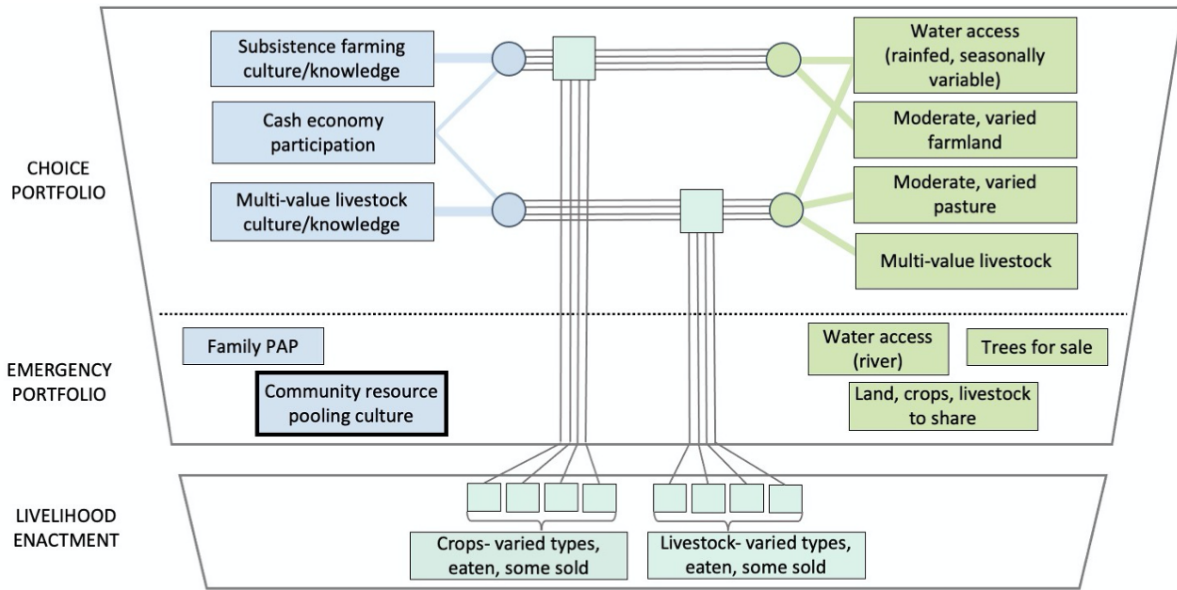 CHOICE
PORTFOLIO
Subsistence farming
culture/knowledge
Cash economy
participation
Multi-value livestock
culture/knowledge
Water access
(rainfed, seasonally
variable)
Moderate, varied
farmland
Moderate, varied
pasture
Multi-value livestock
EMERGENCY
PORTFOLIO
Family PAP
Community resource
pooling culture
Water access
(river)
Trees for sale
Land, crops, livestock
to share
LIVELIHOOD
ENACTMENT
Crops- varied types,
eaten, some sold
Livestock- varied types,
eaten, some sold